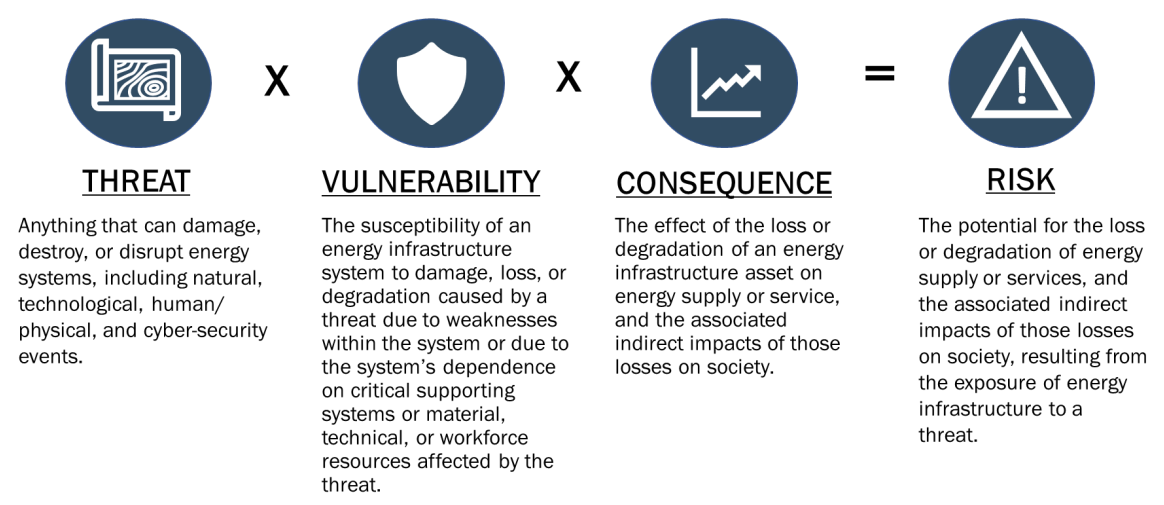 X
X
=
THREAT
Anything that can damage,
destroy, or disrupt energy
systems, including natural,
technological, human/
physical, and cyber-security
events.
VULNERABILITY
The susceptibility of an
energy infrastructure
system to damage, loss, or
degradation caused by a
threat due to weaknesses
within the system or due to
the system’s dependence
on critical supporting
systems or material,
technical, or workforce
resources affected by the
threat.
CONSEQUENCE
The effect of the loss or
degradation of an energy
infrastructure asset on
energy supply or service,
and the associated
indirect impacts of those
losses on society.
!
RISK
The potential for the loss
or degradation of energy
supply or services, and
the associated indirect
impacts of those losses
on society, resulting from
the exposure of energy
infrastructure to a
threat.